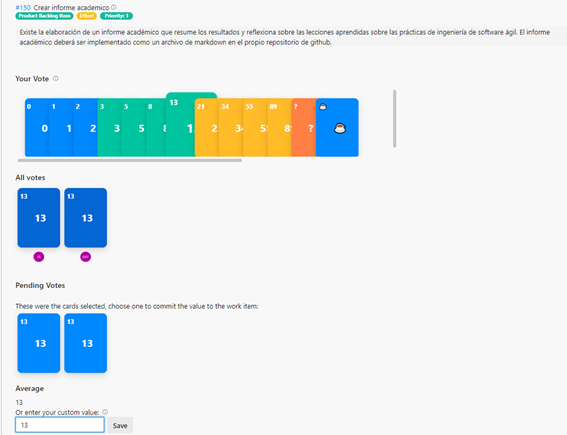 #150 Crear informe academico
Product Backlog Item Effort Priority: 1
Existe la elaboración de un informe académico que resume los resultados y reflexiona sobre las lecciones aprendidas sobre las prácticas de ingeniería de software ágil. El informe
académico deberá ser implementado como un archivo de markdown en el propio repositorio de github.
Your Vote
0 1 2 3 5 8 13 21 34 55 89 ?
0 1 2 3 5 8 1 2 34 5 8 ?
All votes
13 13
13 13
Pending Votes
These were the cards selected, choose one to commit the value to the work item:
13 13
13 13
Average
13
Or enter your custom value:
13 Save